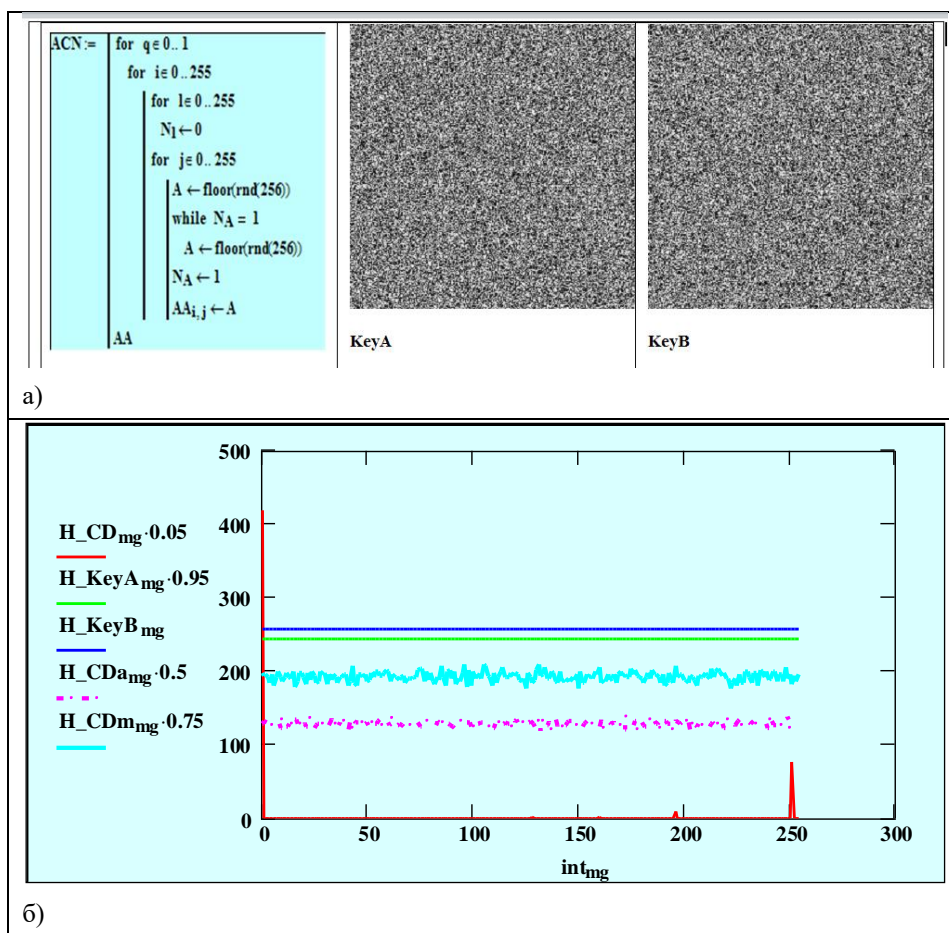 ACN:=
for q∈0..1
for i∈0..255
for l∈0..255
N₁←0
for j∈0..255
A←floor(rnd(256))
while N_A = 1
A←floor(rnd(256))
N_A←1
AA_i,j←A
AA
KeyA
KeyB
а)
500
400
300
200
100
0
H_CD_mg·0.05
H_KeyA_mg·0.95
H_KeyB_mg
H_CDa_mg·0.5
H_CDm_mg·0.75
0 50 100 150 200 250 300
int_mg
б)